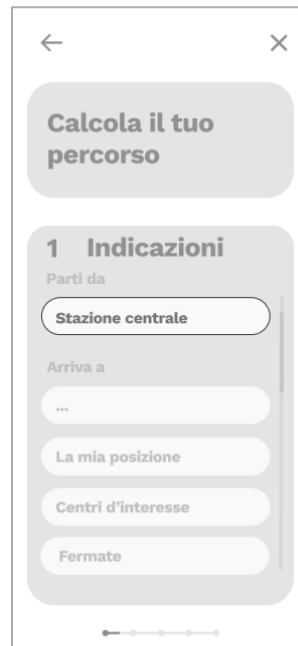 Calcola il tuo
percorso
1 Indicazioni
Parti da
Stazione centrale
Arriva a
...
La mia posizione
Centri d'interesse
Fermate